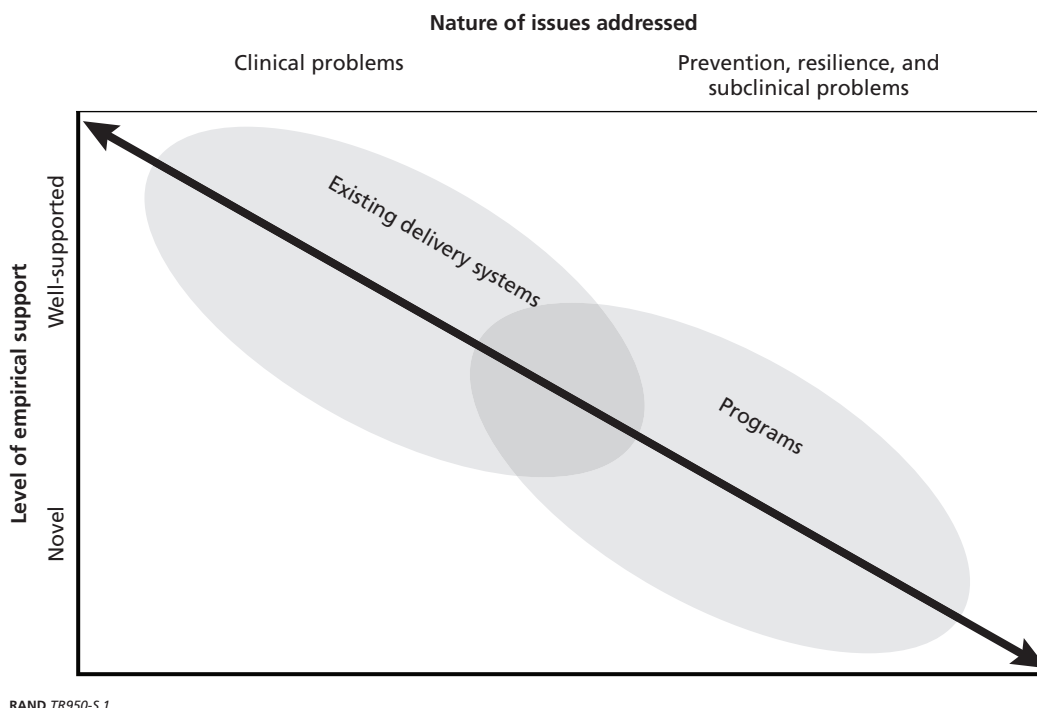 Nature of issues addressed
Clinical problems
Prevention, resilience, and
subclinical problems
Level of empirical support
Well-supported
Novel
Existing delivery systems
Programs
RAND TR950-S.1